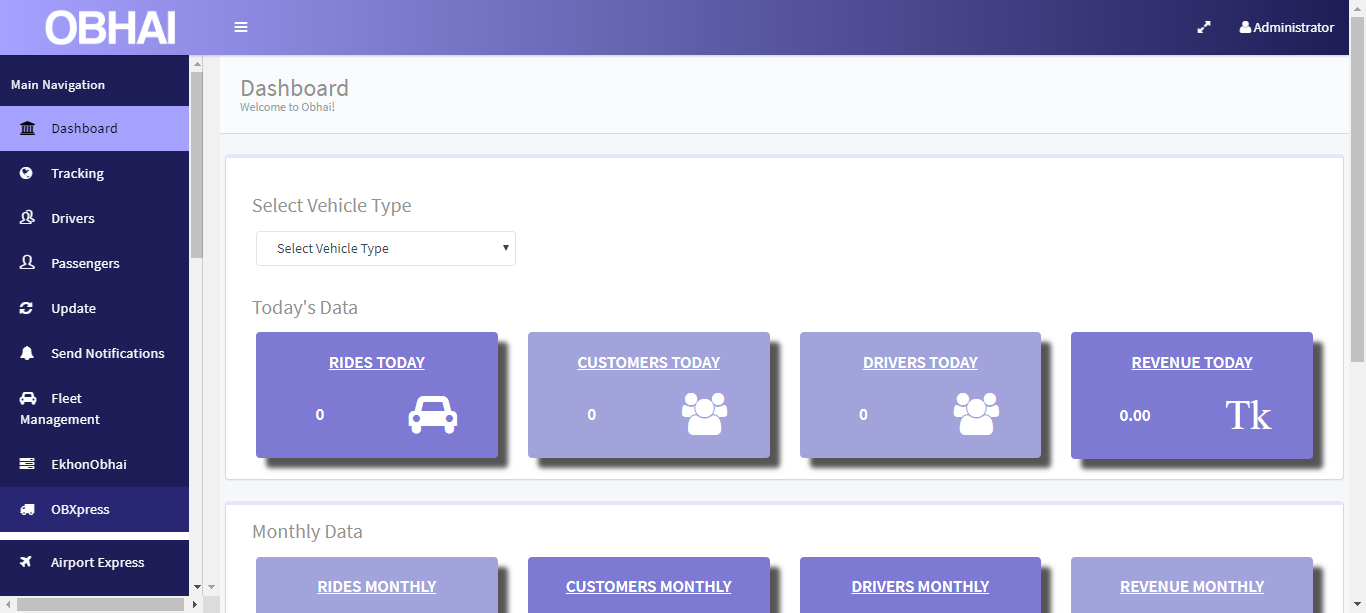 OBHAI
Administrator
Main Navigation
Dashboard
Tracking
Drivers
Passengers
Update
Send Notifications
Fleet
Management
EkhonObhai
OBXpress
Airport Express
Dashboard
Welcome to Obhai!
Select Vehicle Type
Select Vehicle Type
Today's Data
RIDES TODAY
0
CUSTOMERS TODAY
0
DRIVERS TODAY
0
REVENUE TODAY
0.00 Tk
Monthly Data
RIDES MONTHLY
CUSTOMERS MONTHLY
DRIVERS MONTHLY
REVENUE MONTHLY